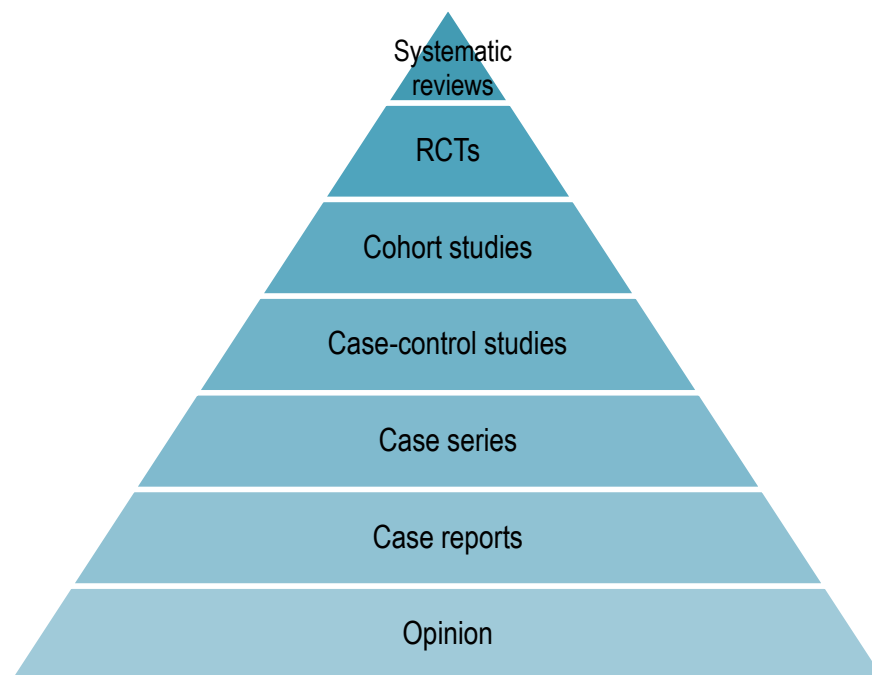 Systematic
reviews
RCTs
Cohort studies
Case-control studies
Case series
Case reports
Opinion